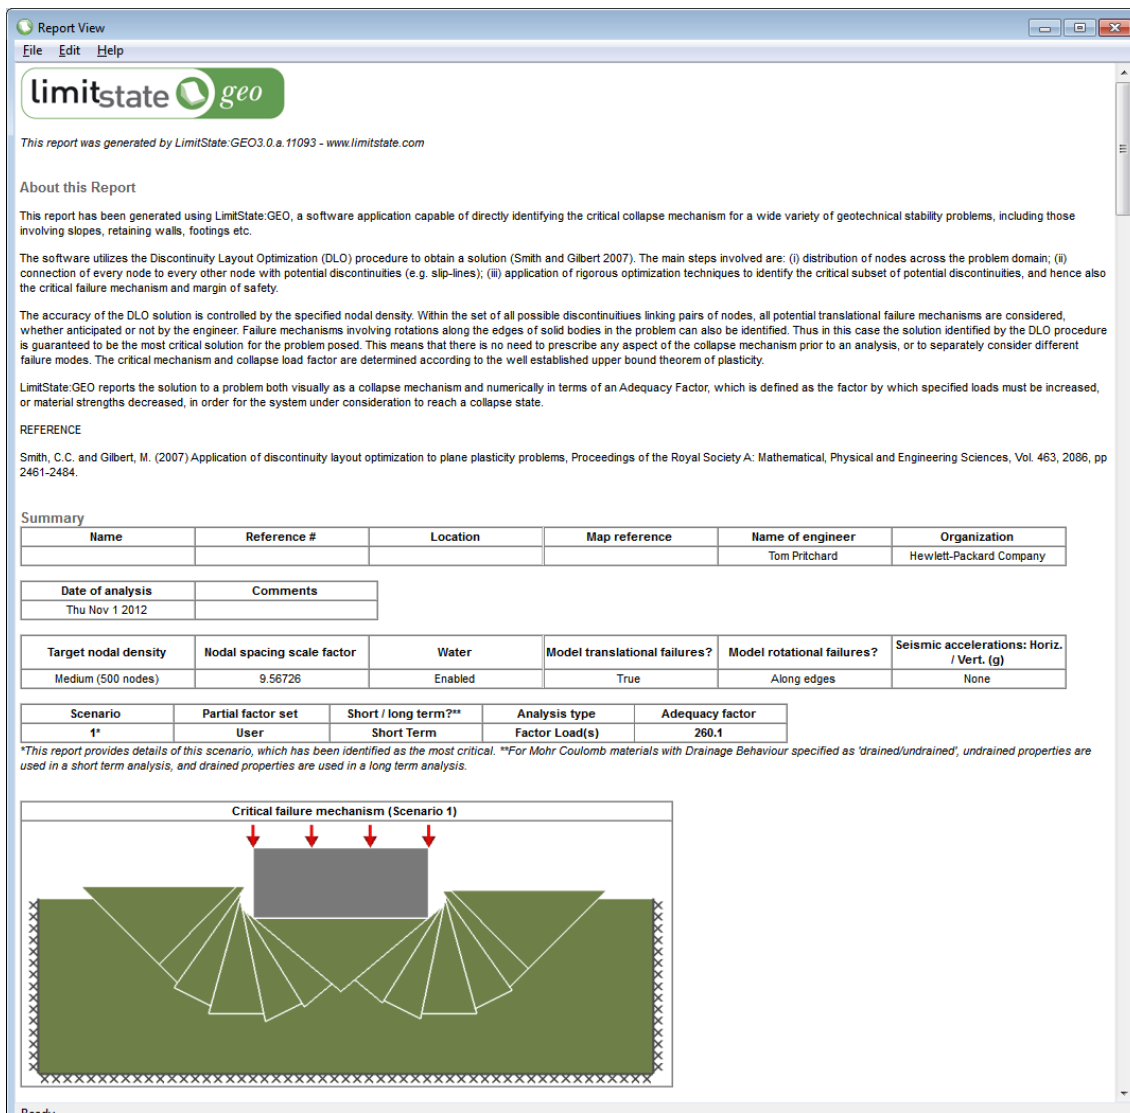 Report View
File Edit Help
limitstate geo
This report was generated by LimitState:GEO3.0.a.11093 - www.limitstate.com
About this Report
This report has been generated using LimitState:GEO, a software application capable of directly identifying the critical collapse mechanism for a wide variety of geotechnical stability problems, including those
involving slopes, retaining walls, footings etc.
The software utilizes the Discontinuity Layout Optimization (DLO) procedure to obtain a solution (Smith and Gilbert 2007). The main steps involved are: (i) distribution of nodes across the problem domain; (ii)
connection of every node to every other node with potential discontinuities (e.g. slip-lines); (iii) application of rigorous optimization techniques to identify the critical subset of potential discontinuities, and hence also
the critical failure mechanism and margin of safety.
The accuracy of the DLO solution is controlled by the specified nodal density. Within the set of all possible discontinuitiues linking pairs of nodes, all potential translational failure mechanisms are considered,
whether anticipated or not by the engineer. Failure mechanisms involving rotations along the edges of solid bodies in the problem can also be identified. Thus in this case the solution identified by the DLO procedure
is guaranteed to be the most critical solution for the problem posed. This means that there is no need to prescribe any aspect of the collapse mechanism prior to an analysis, or to separately consider different
failure modes. The critical mechanism and collapse load factor are determined according to the well established upper bound theorem of plasticity.
LimitState:GEO reports the solution to a problem both visually as a collapse mechanism and numerically in terms of an Adequacy Factor, which is defined as the factor by which specified loads must be increased,
or material strengths decreased, in order for the system under consideration to reach a collapse state.
REFERENCE
Smith, C.C. and Gilbert, M. (2007) Application of discontinuity layout optimization to plane plasticity problems, Proceedings of the Royal Society A: Mathematical, Physical and Engineering Sciences, Vol. 463, 2086, pp
2461-2484.
Summary
Name Reference # Location Map reference Name of engineer Organization
Tom Pritchard Hewlett-Packard Company
Date of analysis Comments
Thu Nov 1 2012
Target nodal density Nodal spacing scale factor Water Model translational failures? Model rotational failures? Seismic accelerations: Horiz.
/ Vert. (g)
Medium (500 nodes) 9.56726 Enabled True Along edges None
Scenario Partial factor set Short / long term?** Analysis type Adequacy factor
1* User Short Term Factor Load(s) 260.1
*This report provides details of this scenario, which has been identified as the most critical. **For Mohr Coulomb materials with Drainage Behaviour specified as 'drained/undrained', undrained properties are
used in a short term analysis, and drained properties are used in a long term analysis.
Critical failure mechanism (Scenario 1)